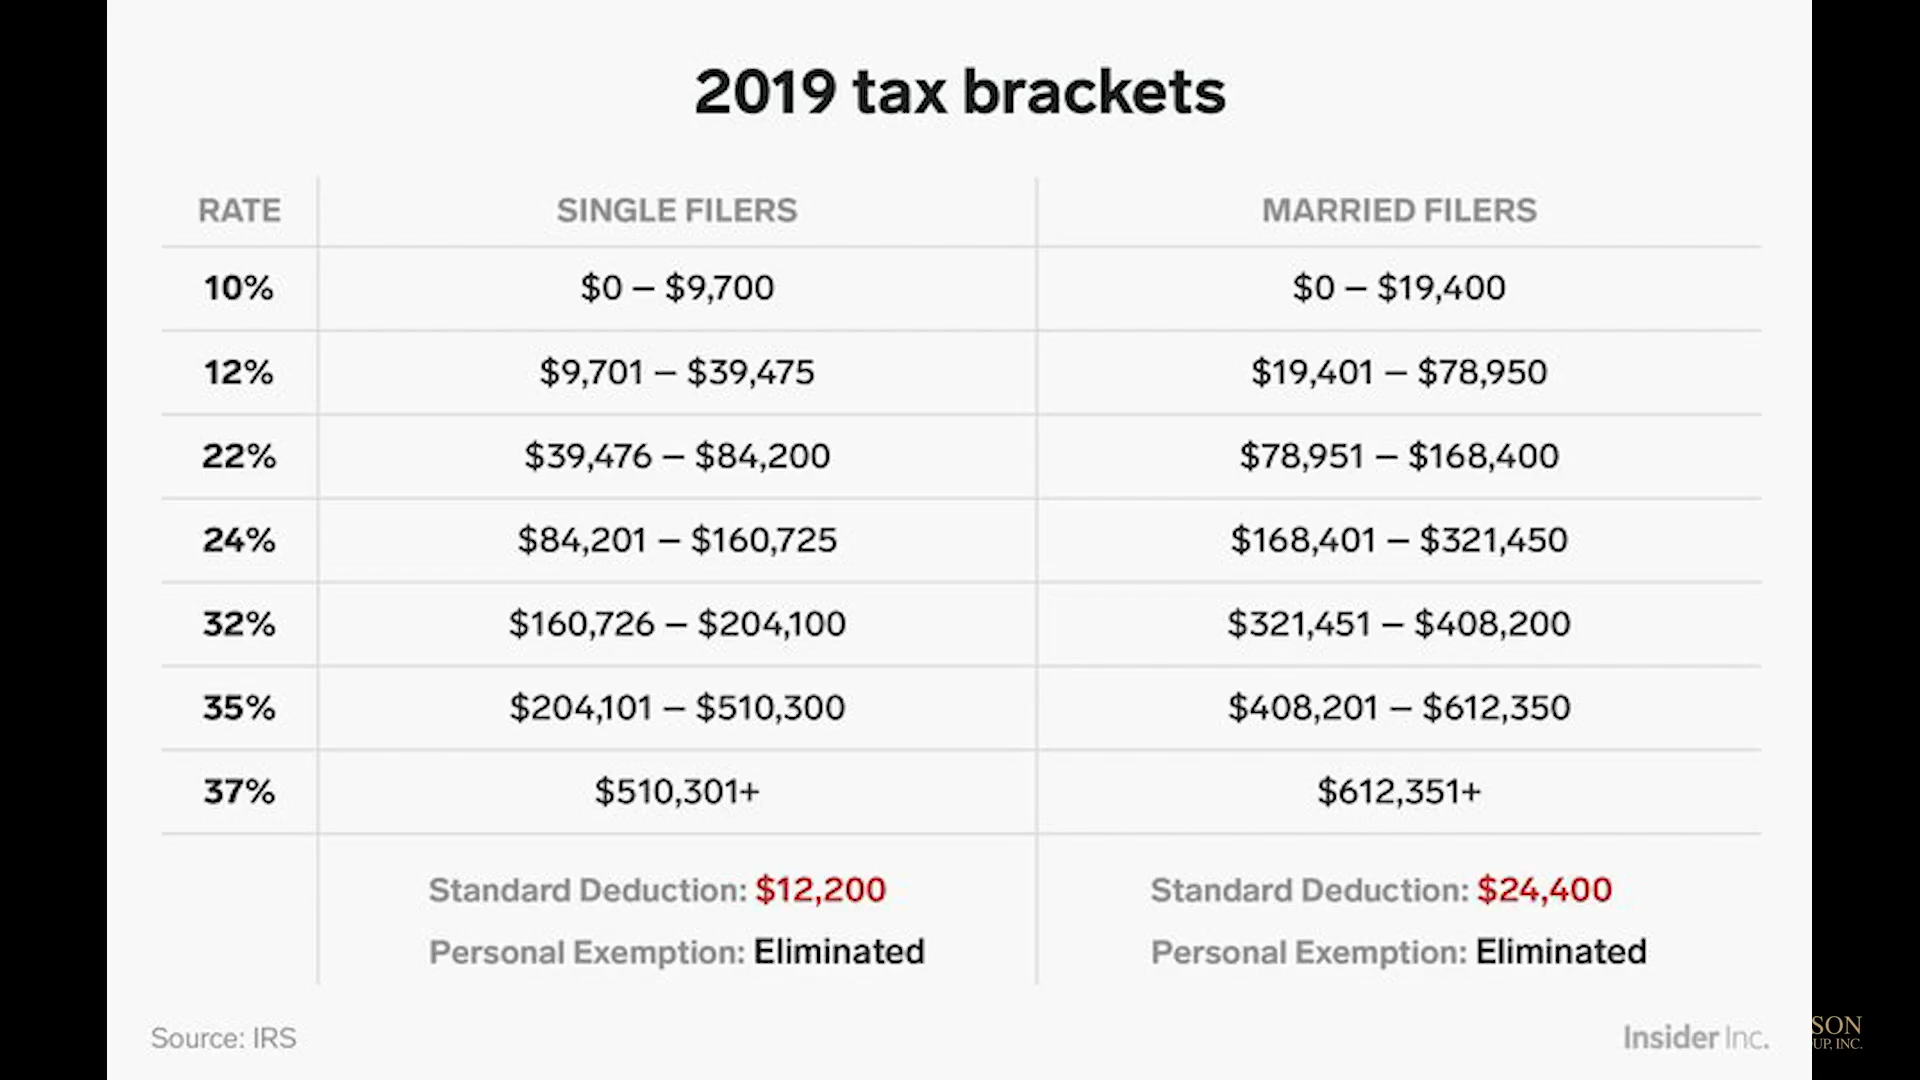 2019 tax brackets
RATE SINGLE FILERS MARRIED FILERS
10% $0 – $9,700 $0 – $19,400
12% $9,701 – $39,475 $19,401 – $78,950
22% $39,476 – $84,200 $78,951 – $168,400
24% $84,201 – $160,725 $168,401 – $321,450
32% $160,726 – $204,100 $321,451 – $408,200
35% $204,101 – $510,300 $408,201 – $612,350
37% $510,301+ $612,351+
Standard Deduction: $12,200 Standard Deduction: $24,400
Personal Exemption: Eliminated Personal Exemption: Eliminated
Source: IRS Insider Inc.
SON
UP, INC.